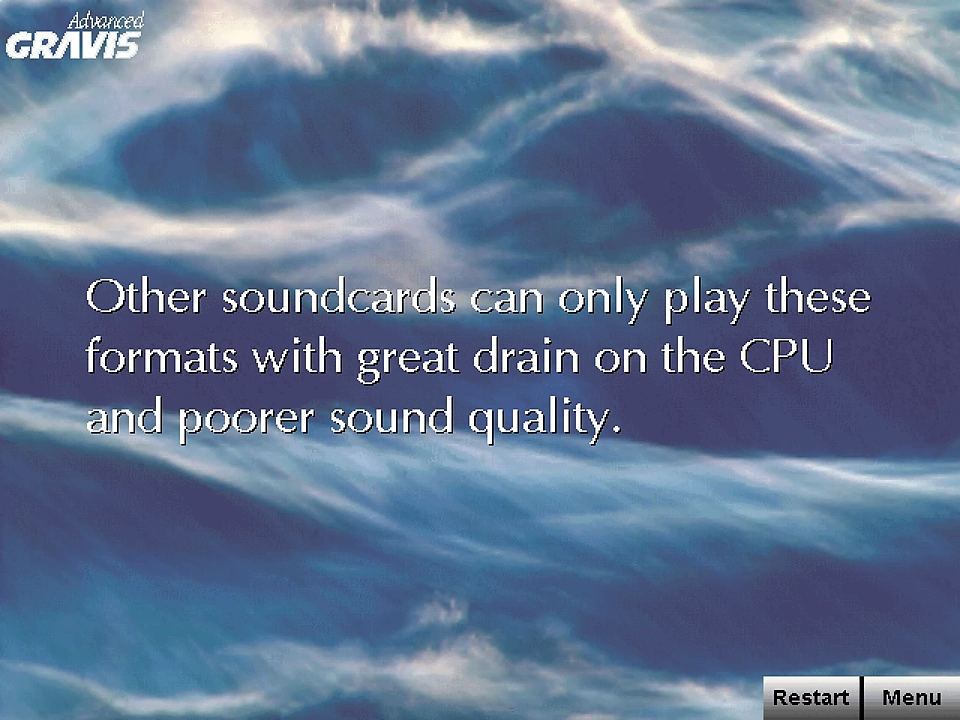 Advanced
GRAVIS
Other soundcards can only play these
formats with great drain on the CPU
and poorer sound quality.
Restart Menu